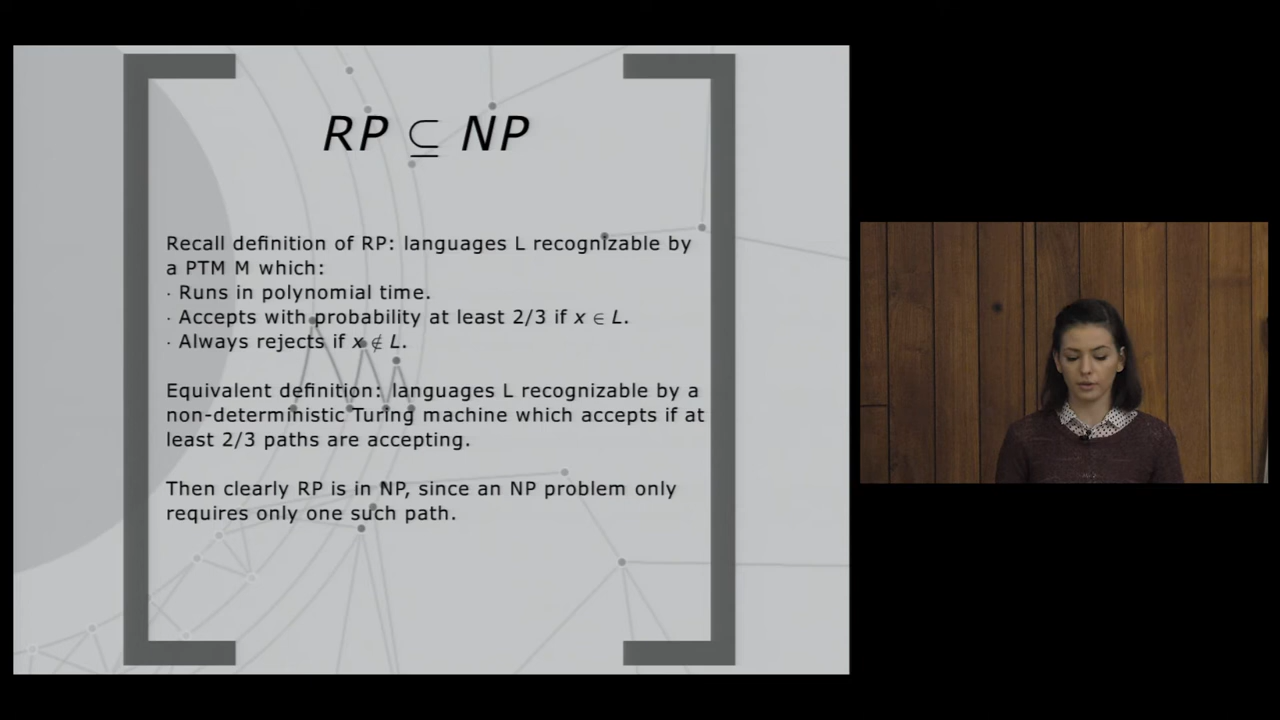 RP ⊆ NP
Recall definition of RP: languages L recognizable by
a PTM M which:
· Runs in polynomial time.
· Accepts with probability at least 2/3 if x ∈ L.
· Always rejects if x ∉ L.
Equivalent definition: languages L recognizable by a
non-deterministic Turing machine which accepts if at
least 2/3 paths are accepting.
Then clearly RP is in NP, since an NP problem only
requires only one such path.